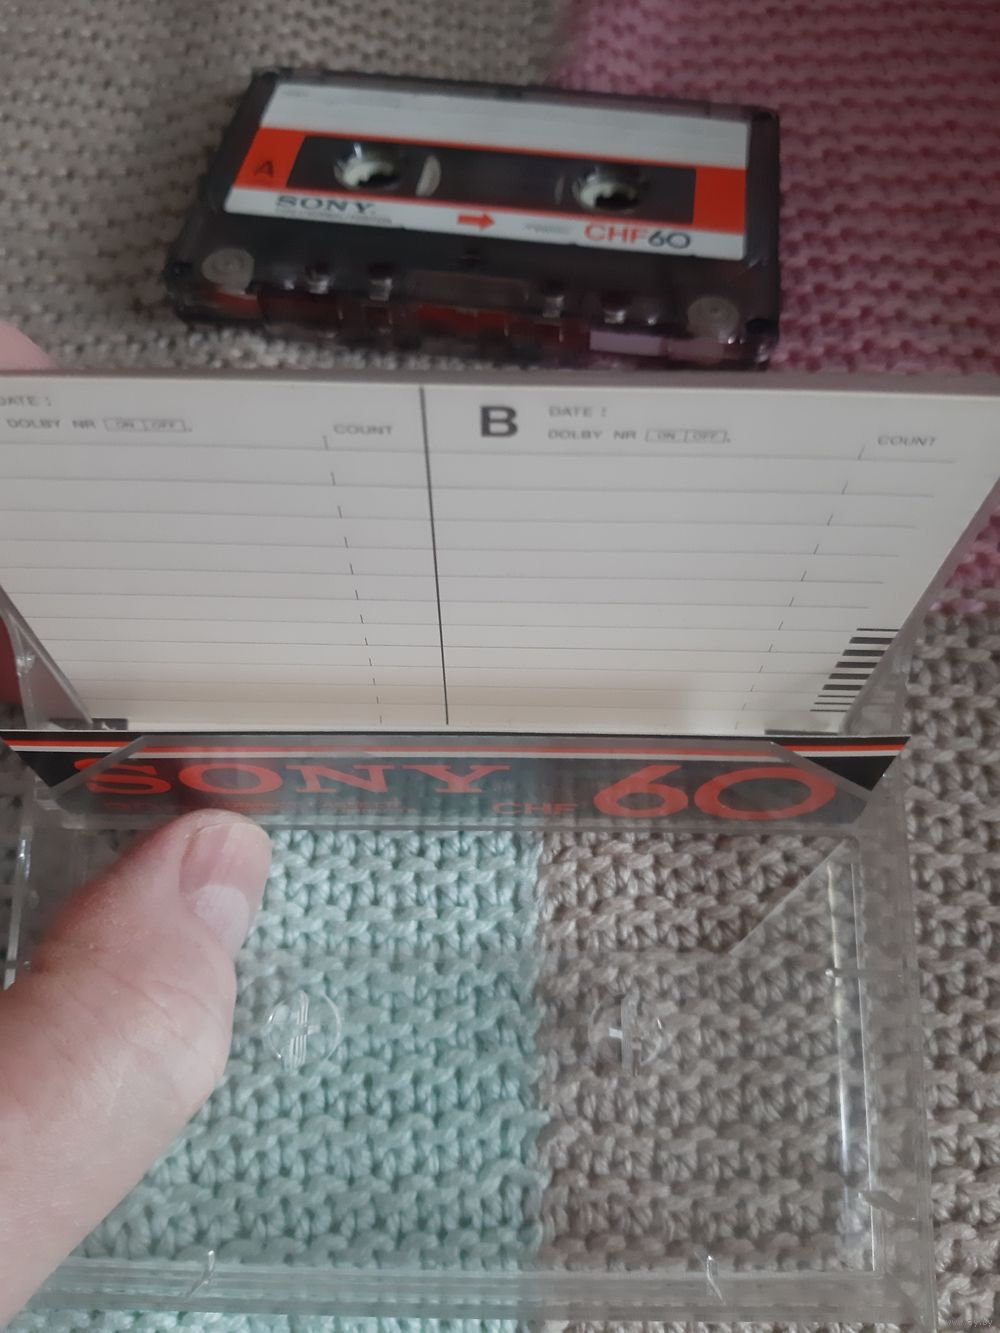 A
SONY
CHF60
DATE :
DOLBY NR ON OFF
COUNT
B
DATE :
DOLBY NR ON OFF
COUNT
SONY
CHF 60